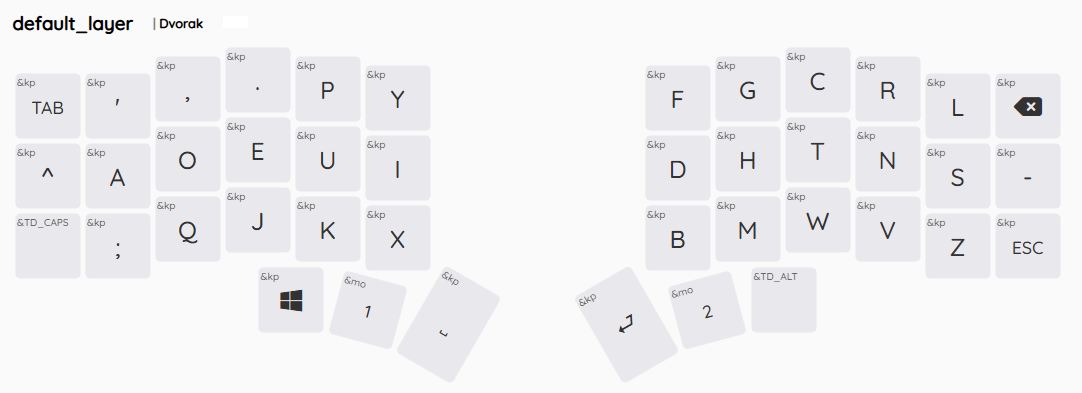 default_layer | Dvorak
&kp &kp &kp &kp &kp &kp &kp &kp &kp &kp &kp &kp
TAB ' , . P Y F G C R L
&kp &kp &kp &kp &kp &kp &kp &kp &kp &kp &kp &kp
^ A O E U I D H T N S -
&TD_CAPS &kp &kp &kp &kp &kp &kp &kp &kp &kp &kp &kp
; Q J K X B M W V Z ESC
&kp &mo &kp &kp &mo &TD_ALT
1 ⎵ ⏎ 2